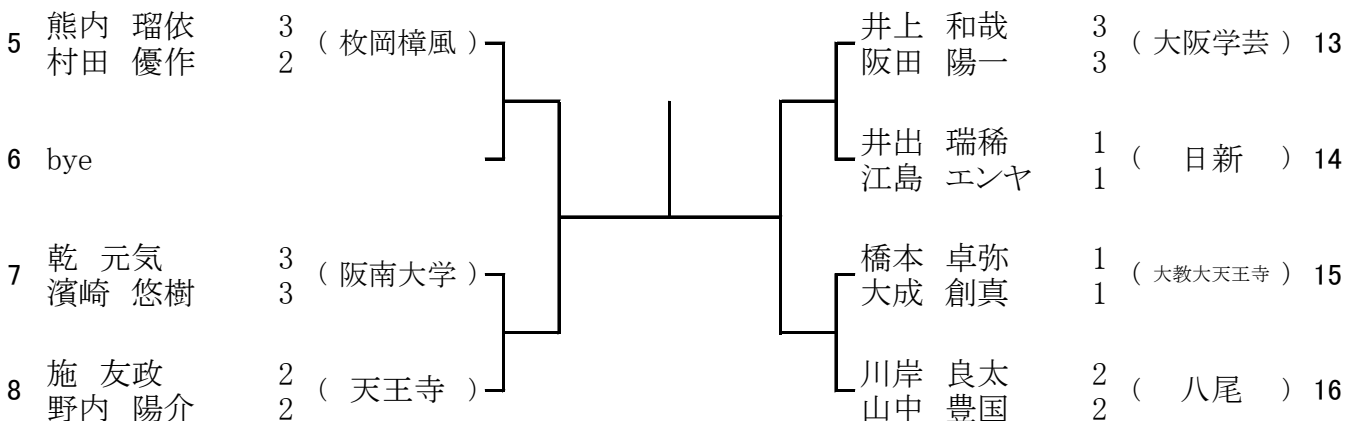 5 熊内 瑠依 3 ( 枚岡樟風 )
村田 優作 2
6 bye
7 乾 元気 3 ( 阪南大学 )
濱崎 悠樹 3
8 施 友政 2 ( 天王寺 )
野内 陽介 2
井上 和哉 3 ( 大阪学芸 ) 13
阪田 陽一 3
井出 瑞稀 1 ( 日新 ) 14
江島 エンヤ 1
橋本 卓弥 1 ( 大教大天王寺 ) 15
大成 創真 1
川岸 良太 2 ( 八尾 ) 16
山中 豊国 2